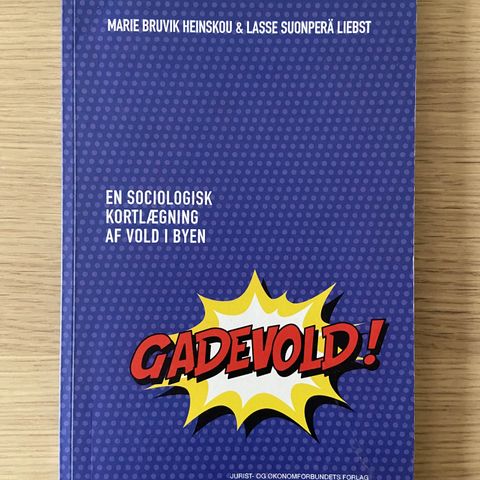 MARIE BRUVIK HEINSKOU & LASSE SUONPERÄ LIEBST
EN SOCIOLOGISK
KORTLÆGNING
AF VOLD I BYEN
GADEVOLD!
JURIST- OG ØKONOMFORBUNDETS FORLAG